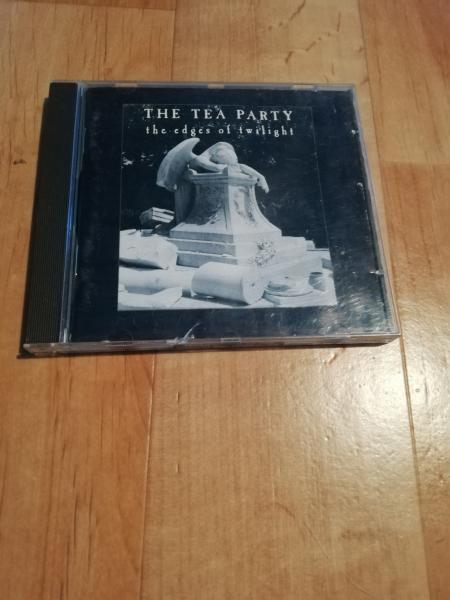 THE TEA PARTY
the edges of twilight